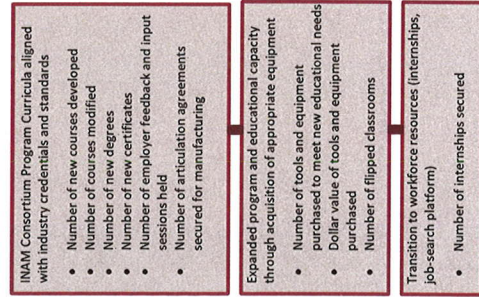 INAM Consortium Program Curricula aligned
with industry credentials and standards
• Number of new courses developed
• Number of courses modified
• Number of new degrees
• Number of new certificates
• Number of employer feedback and input
sessions held
• Number of articulation agreements
secured for manufacturing
Expanded program and educational capacity
through acquisition of appropriate equipment
• Number of tools and equipment
purchased to meet new educational needs
• Dollar value of tools and equipment
purchased
• Number of flipped classrooms
Transition to workforce resources (internships,
job-search platform)
• Number of internships secured